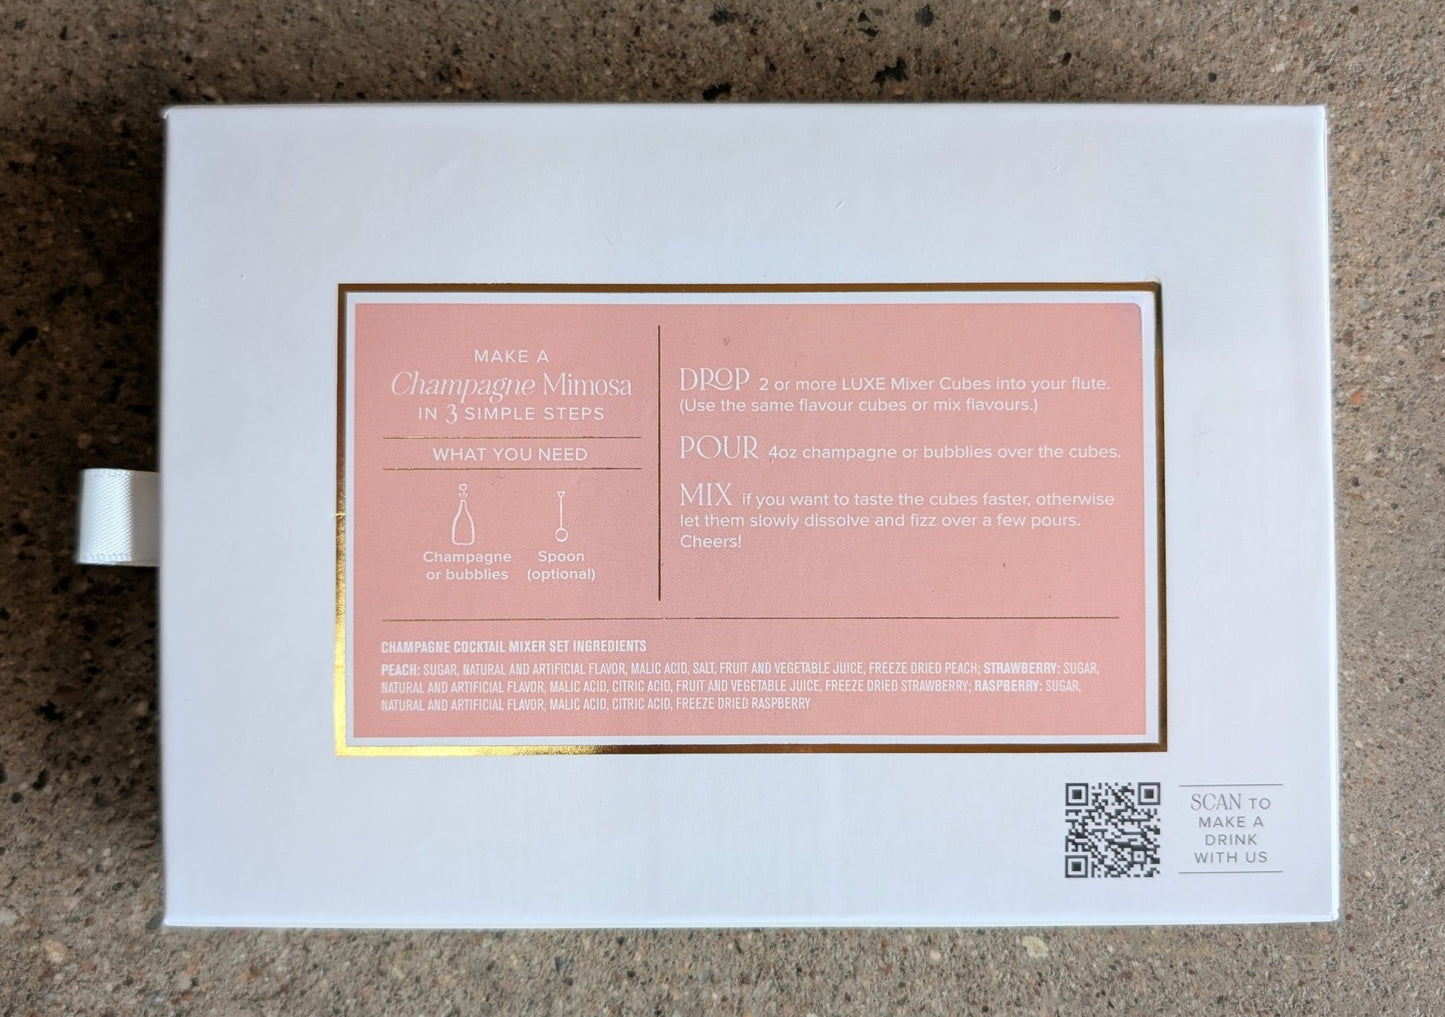 MAKE A
Champagne Mimosa
IN 3 SIMPLE STEPS
WHAT YOU NEED
Champagne
or bubblies
Spoon
(optional)
DROP 2 or more LUXE Mixer Cubes into your flute.
(Use the same flavour cubes or mix flavours.)
POUR 4oz champagne or bubblies over the cubes.
MIX if you want to taste the cubes faster, otherwise
let them slowly dissolve and fizz over a few pours.
Cheers!
CHAMPAGNE COCKTAIL MIXER SET INGREDIENTS
PEACH: SUGAR, NATURAL AND ARTIFICIAL FLAVOR, MALIC ACID, SALT, FRUIT AND VEGETABLE JUICE, FREEZE DRIED PEACH; STRAWBERRY: SUGAR,
NATURAL AND ARTIFICIAL FLAVOR, MALIC ACID, CITRIC ACID, FRUIT AND VEGETABLE JUICE, FREEZE DRIED STRAWBERRY; RASPBERRY: SUGAR,
NATURAL AND ARTIFICIAL FLAVOR, MALIC ACID, CITRIC ACID, FREEZE DRIED RASPBERRY
SCAN TO
MAKE A
DRINK
WITH US